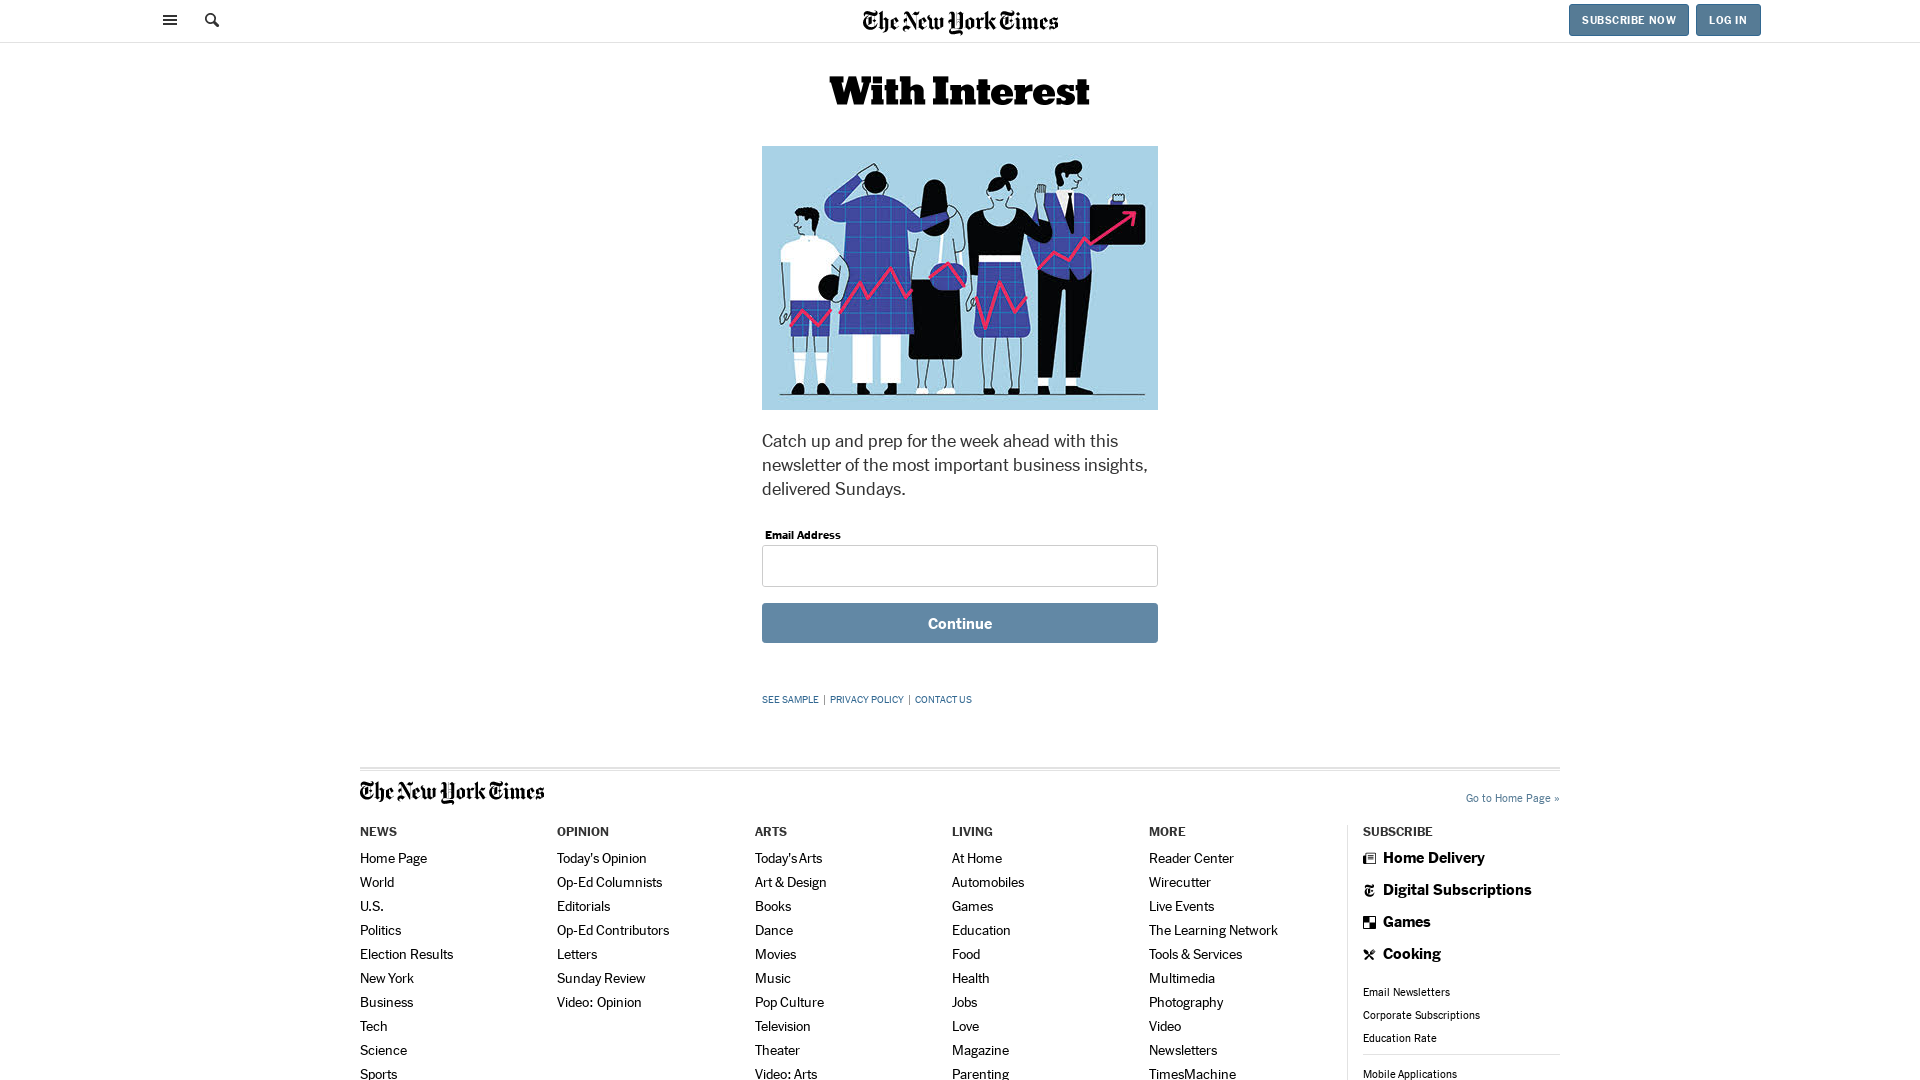 The New York Times
SUBSCRIBE NOW
LOG IN
With Interest
Catch up and prep for the week ahead with this
newsletter of the most important business insights,
delivered Sundays.
Email Address
Continue
SEE SAMPLE | PRIVACY POLICY | CONTACT US
The New York Times
Go to Home Page »
NEWS
Home Page
World
U.S.
Politics
Election Results
New York
Business
Tech
Science
Sports
OPINION
Today's Opinion
Op-Ed Columnists
Editorials
Op-Ed Contributors
Letters
Sunday Review
Video: Opinion
ARTS
Today's Arts
Art & Design
Books
Dance
Movies
Music
Pop Culture
Television
Theater
Video: Arts
LIVING
At Home
Automobiles
Games
Education
Food
Health
Jobs
Love
Magazine
Parenting
MORE
Reader Center
Wirecutter
Live Events
The Learning Network
Tools & Services
Multimedia
Photography
Video
Newsletters
TimesMachine
SUBSCRIBE
Home Delivery
Digital Subscriptions
Games
Cooking
Email Newsletters
Corporate Subscriptions
Education Rate
Mobile Applications